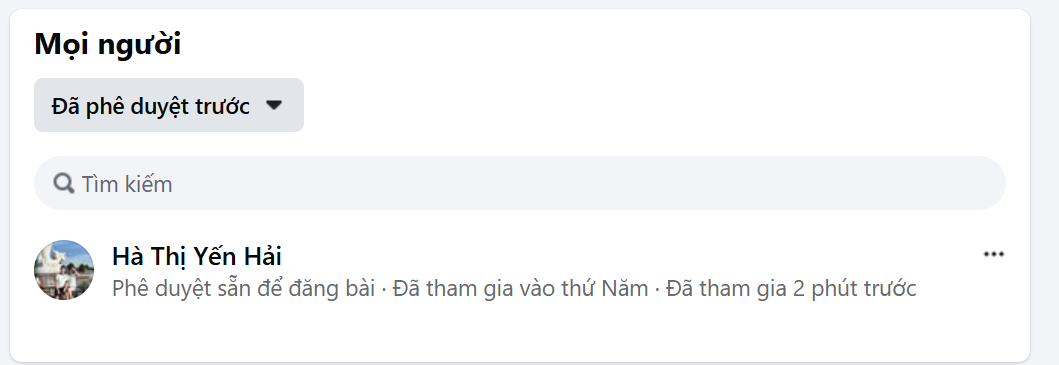 Mọi người
Đã phê duyệt trước
Tìm kiếm
Hà Thị Yến Hải
Phê duyệt sẵn để đăng bài · Đã tham gia vào thứ Năm · Đã tham gia 2 phút trước